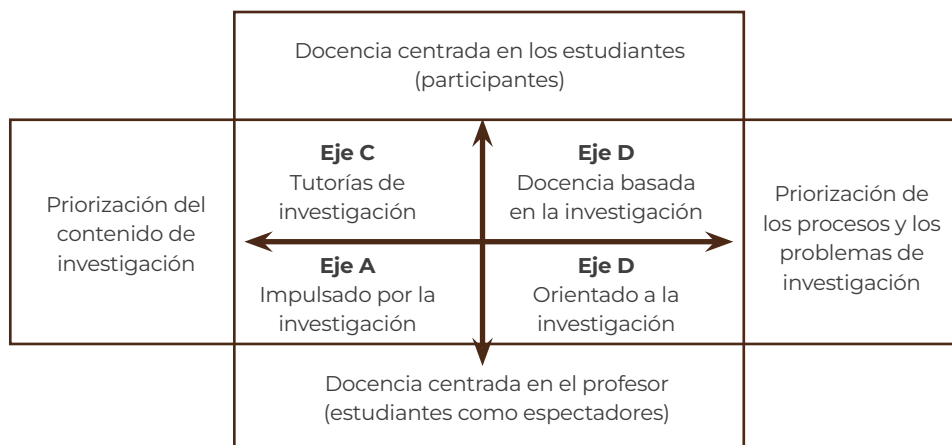 Docencia centrada en los estudiantes
(participantes)
Priorización del
contenido de
investigación
Eje C
Tutorías de
investigación
Eje D
Docencia basada
en la investigación
Eje A
Impulsado por la
investigación
Eje D
Orientado a la
investigación
Priorización de
los procesos y los
problemas de
investigación
Docencia centrada en el profesor
(estudiantes como espectadores)